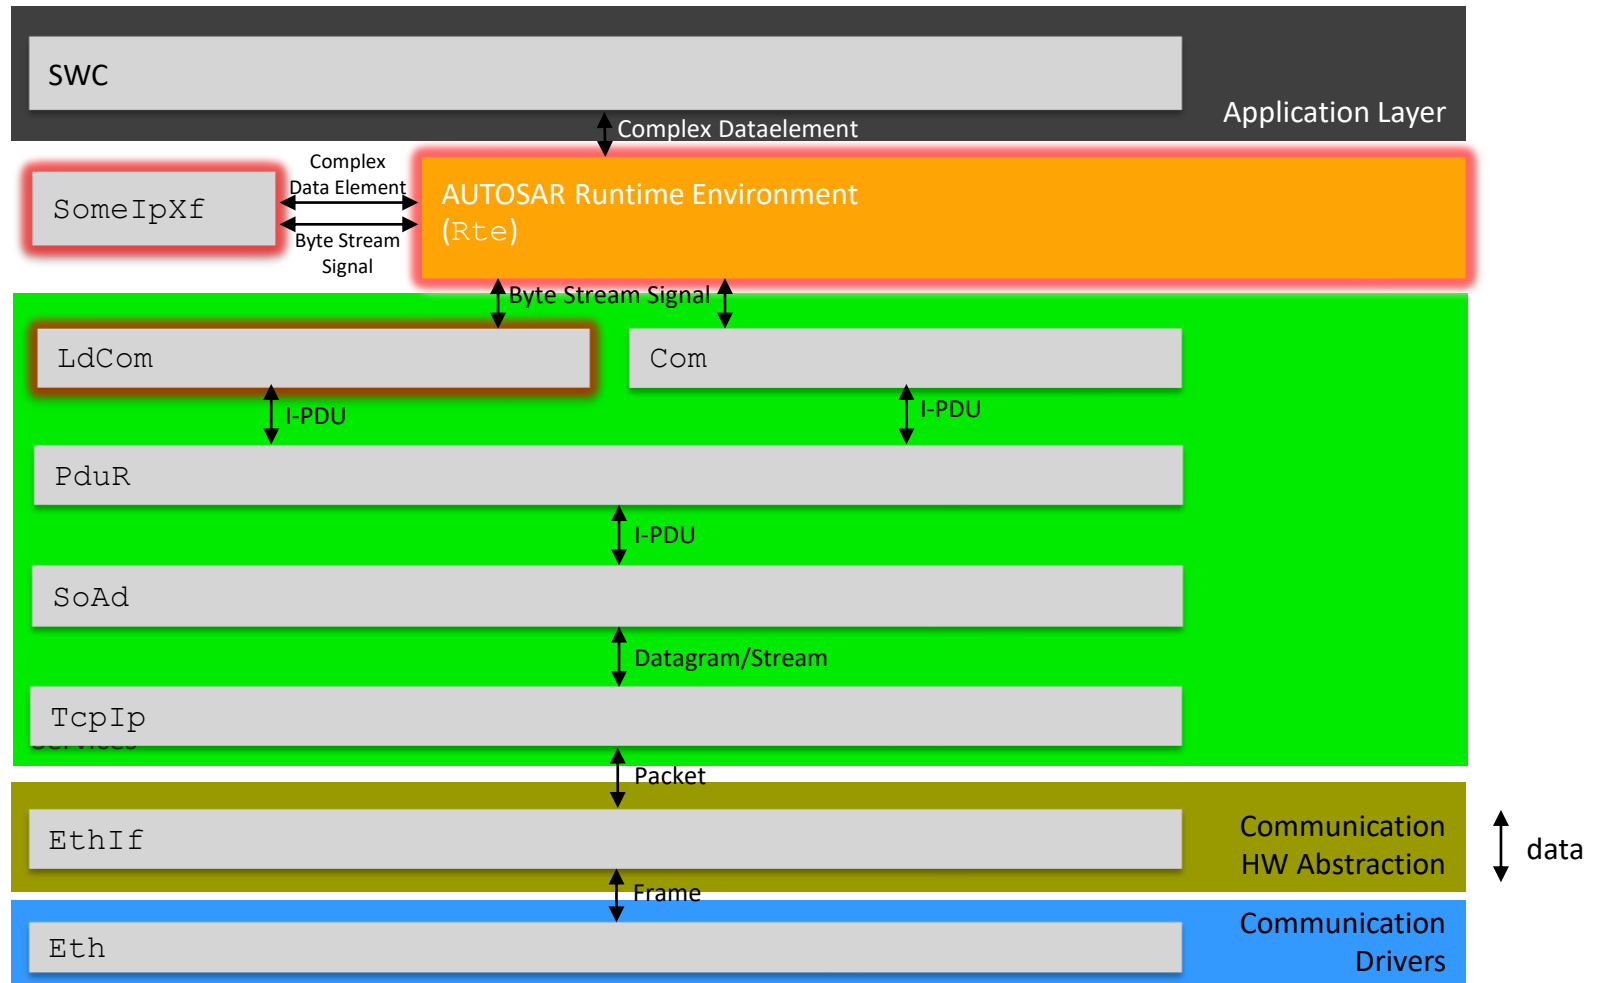 SWC
Application Layer
Complex Dataelement
Complex
Data Element
SomeIpXf
AUTOSAR Runtime Environment
(Rte)
Byte Stream
Signal
Byte Stream Signal
LdCom
Com
I-PDU
I-PDU
PduR
I-PDU
SoAd
Datagram/Stream
TcpIp
Services
Packet
EthIf
Communication
HW Abstraction
data
Frame
Eth
Communication
Drivers